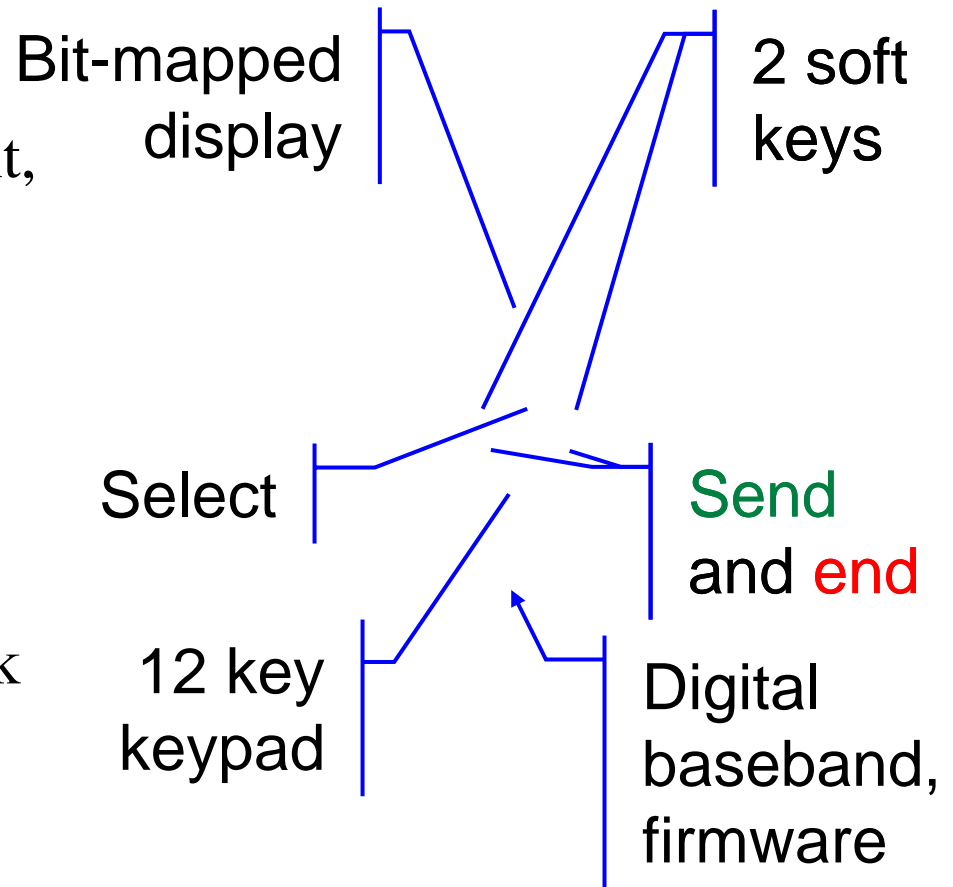 Bit-mapped
display
2 soft
keys
Select
Send
and end
12 key
keypad
Digital
baseband,
firmware